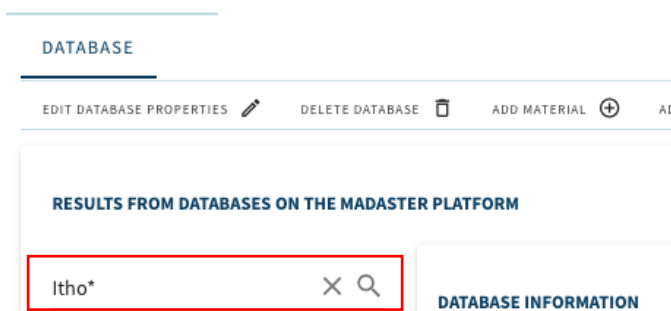 DATABASE
EDIT DATABASE PROPERTIES DELETE DATABASE ADD MATERIAL
RESULTS FROM DATABASES ON THE MADASTER PLATFORM
Itho*
DATABASE INFORMATION